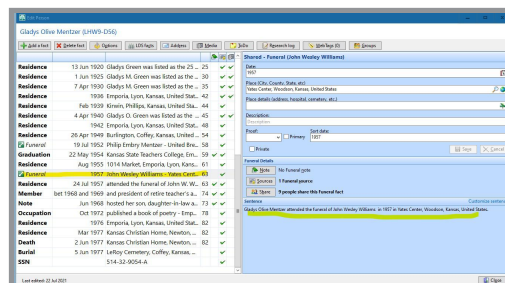 Edit Person
Gladys Olive Mentzer (LHW9-DS6)
Add a fact Delete fact Options LDS facts Address Media ToDo Research log WebTags (0) Groups
Residence 13 Jun 1920 Gladys Green was listed as the 25 ... 25
Residence 1 Jun 1925 Gladys M. Green was listed as the ... 30
Residence 7 Apr 1930 Gladys M. Green was listed as the ... 35
Residence 1936 Emporia, Lyon, Kansas, United Stat... 42
Residence Feb 1939 Kirwin, Phillips, Kansas, United Sta... 44
Residence 4 Apr 1940 Gladys O. Green was listed as the ... 45
Residence 1942 Emporia, Lyon, Kansas, United Stat... 48
Residence 26 Apr 1949 Burlington, Coffey, Kansas, United ... 54
Funeral 19 Jul 1952 Philip Embry Mentzer - United Bre... 58
Graduation 22 May 1954 Kansas State Teachers College, Em... 59
Residence Aug 1955 1014 Market, Emporia, Lyon, Kans... 61
Funeral 1957 John Wesley Williams - Yates Cent... 63
Residence 24 Jul 1957 attended the funeral of John W. W... 63
Member bet 1968 and 1969 and president of retire teacher's a... 74
Note Jun 1968 hosted her son, daughter-in-law a... 73
Occupation Oct 1972 published a book of poetry - Emp... 78
Residence 1976 Emporia, Lyon, Kansas, United Stat... 82
Residence Mar 1977 Kansas Christian Home, Newton, ... 82
Death 2 Jun 1977 Kansas Christian Home, Newton, ... 82
Burial 5 Jun 1977 LeRoy Cemetery, Coffey, Kansas, ...
SSN 514-32-9054-A
Last edited: 22 Jul 2021
Shared - Funeral (John Wesley Williams)
Date:
1957
Place (City, County, State, etc)
Yates Center, Woodson, Kansas, United States
Place details (address, hospital, cemetery, etc.)
Description:
Description
Proof: Primary Sort date:
1957
Private Save Cancel
Funeral Details
Note No Funeral note
Sources 1 Funeral source
Share 9 people share this Funeral fact
Sentence Customize sentence
Gladys Olive Mentzer attended the funeral of John Wesley Williams in 1957 in Yates Center, Woodson, Kansas, United States.
Close